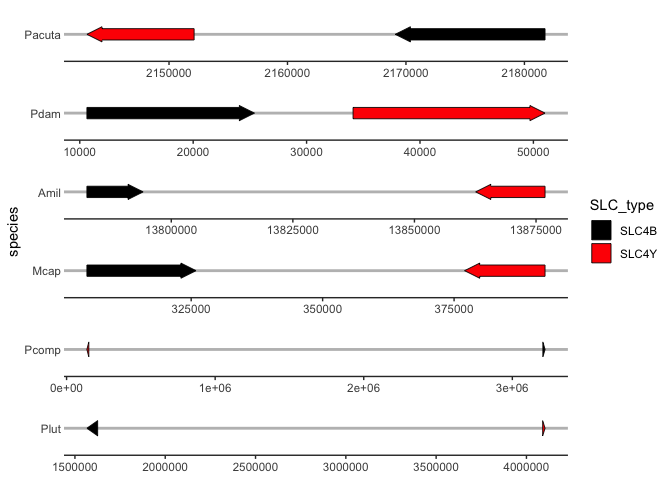 Pacuta
2150000 2160000 2170000 2180000
Pdam
10000 20000 30000 40000 50000
Amil
13800000 13825000 13850000 13875000
species
SLC_type
SLC4B
SLC4Y
Mcap
325000 350000 375000
Pcomp
0e+00 1e+06 2e+06 3e+06
Plut
1500000 2000000 2500000 3000000 3500000 4000000